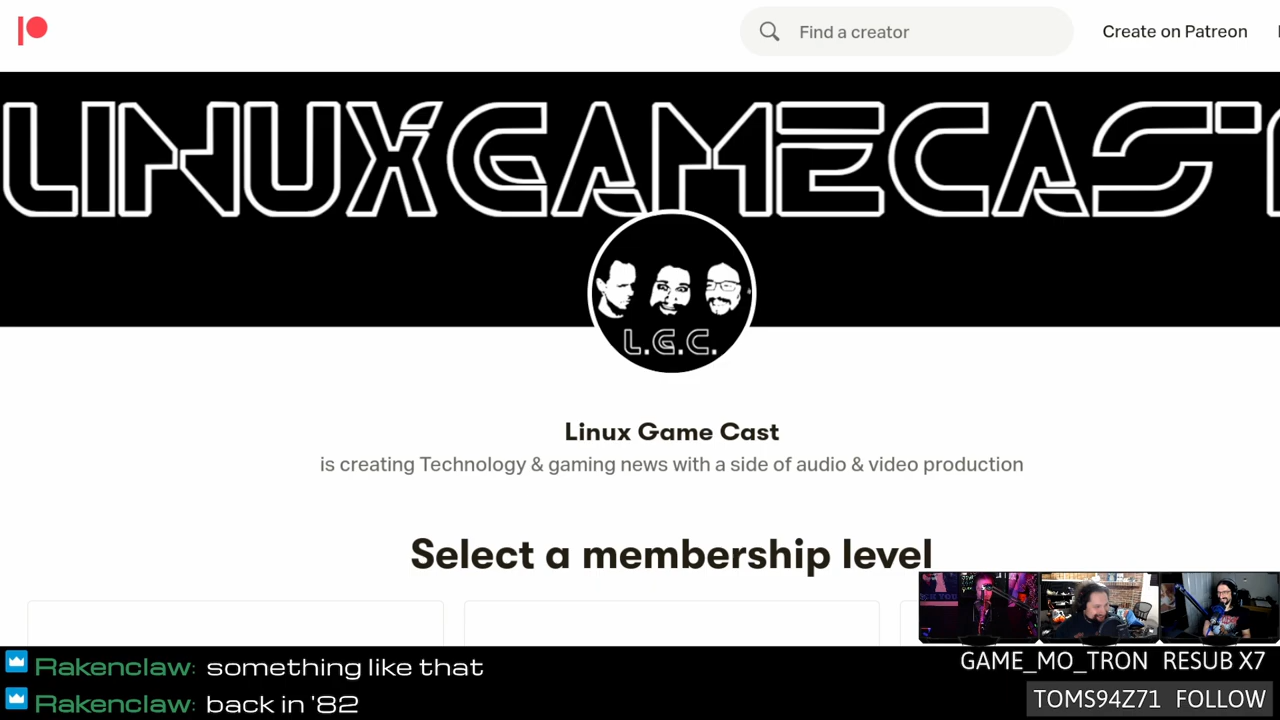 Find a creator
Create on Patreon
LINUXGAMECAST
L.G.C.
Linux Game Cast
is creating Technology & gaming news with a side of audio & video production
Select a membership level
Rakenclaw: something like that
Rakenclaw: back in '82
GAME_MO_TRON RESUB X7
TOMS94Z71 FOLLOW